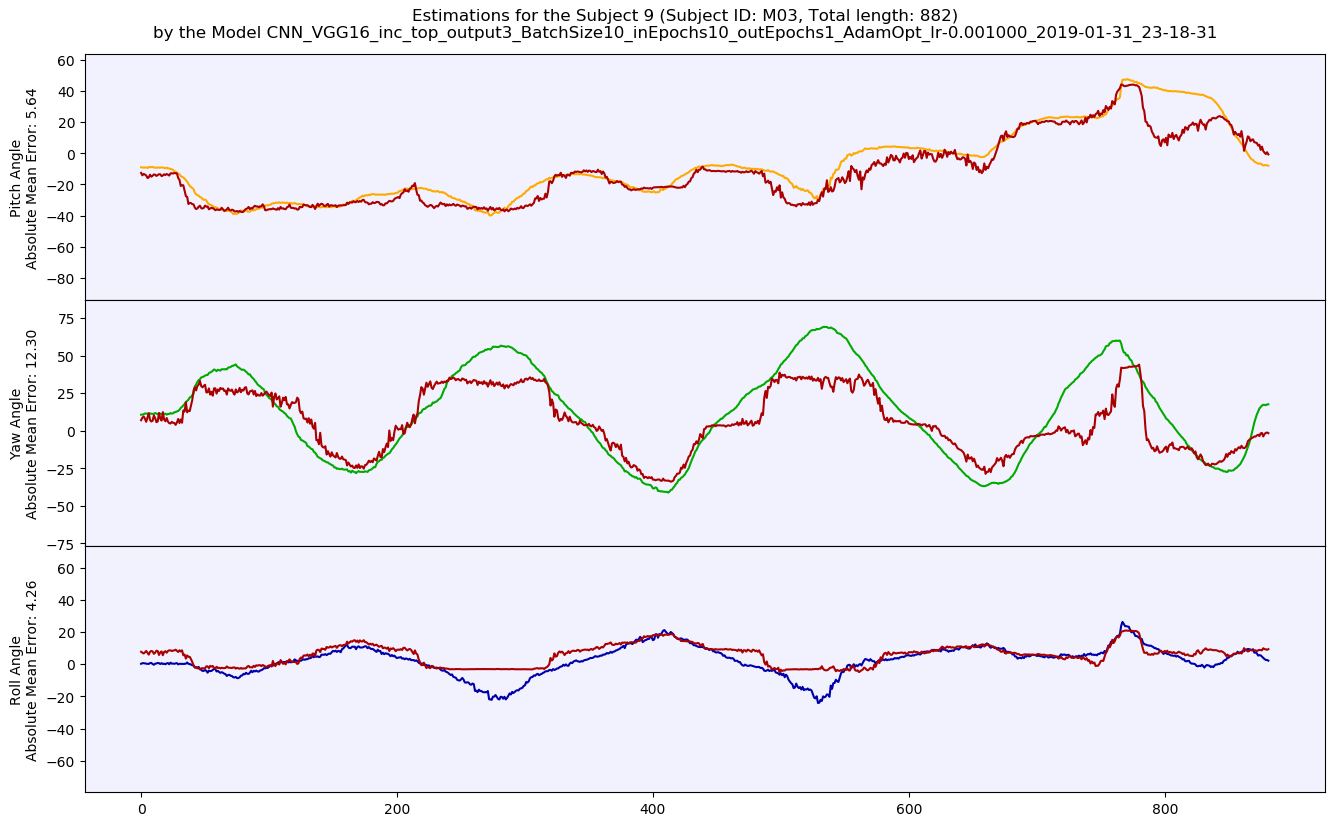 Estimations for the Subject 9 (Subject ID: M03, Total length: 882)
by the Model CNN_VGG16_inc_top_output3_BatchSize10_inEpochs10_outEpochs1_AdamOpt_lr-0.001000_2019-01-31_23-18-31
Pitch Angle
Absolute Mean Error: 5.64
60
40
20
0
−20
−40
−60
−80
Yaw Angle
Absolute Mean Error: 12.30
75
50
25
0
−25
−50
−75
Roll Angle
Absolute Mean Error: 4.26
60
40
20
0
−20
−40
−60
0 200 400 600 800